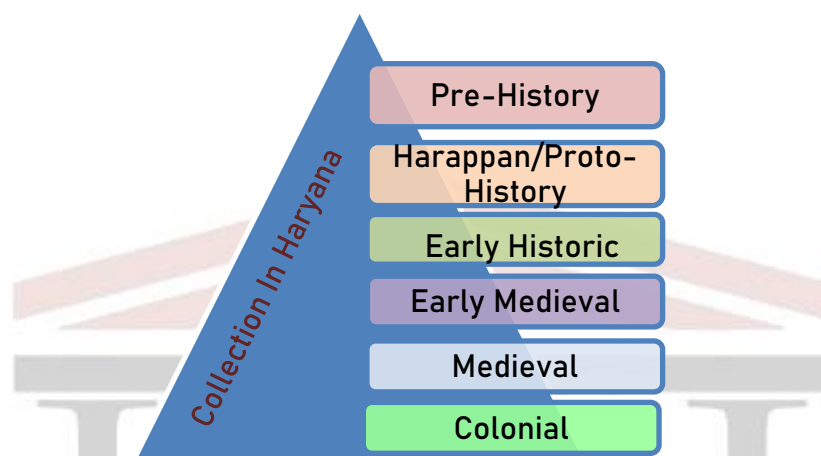 Collection In Haryana
Pre-History
Harappan/Proto-
History
Early Historic
Early Medieval
Medieval
Colonial